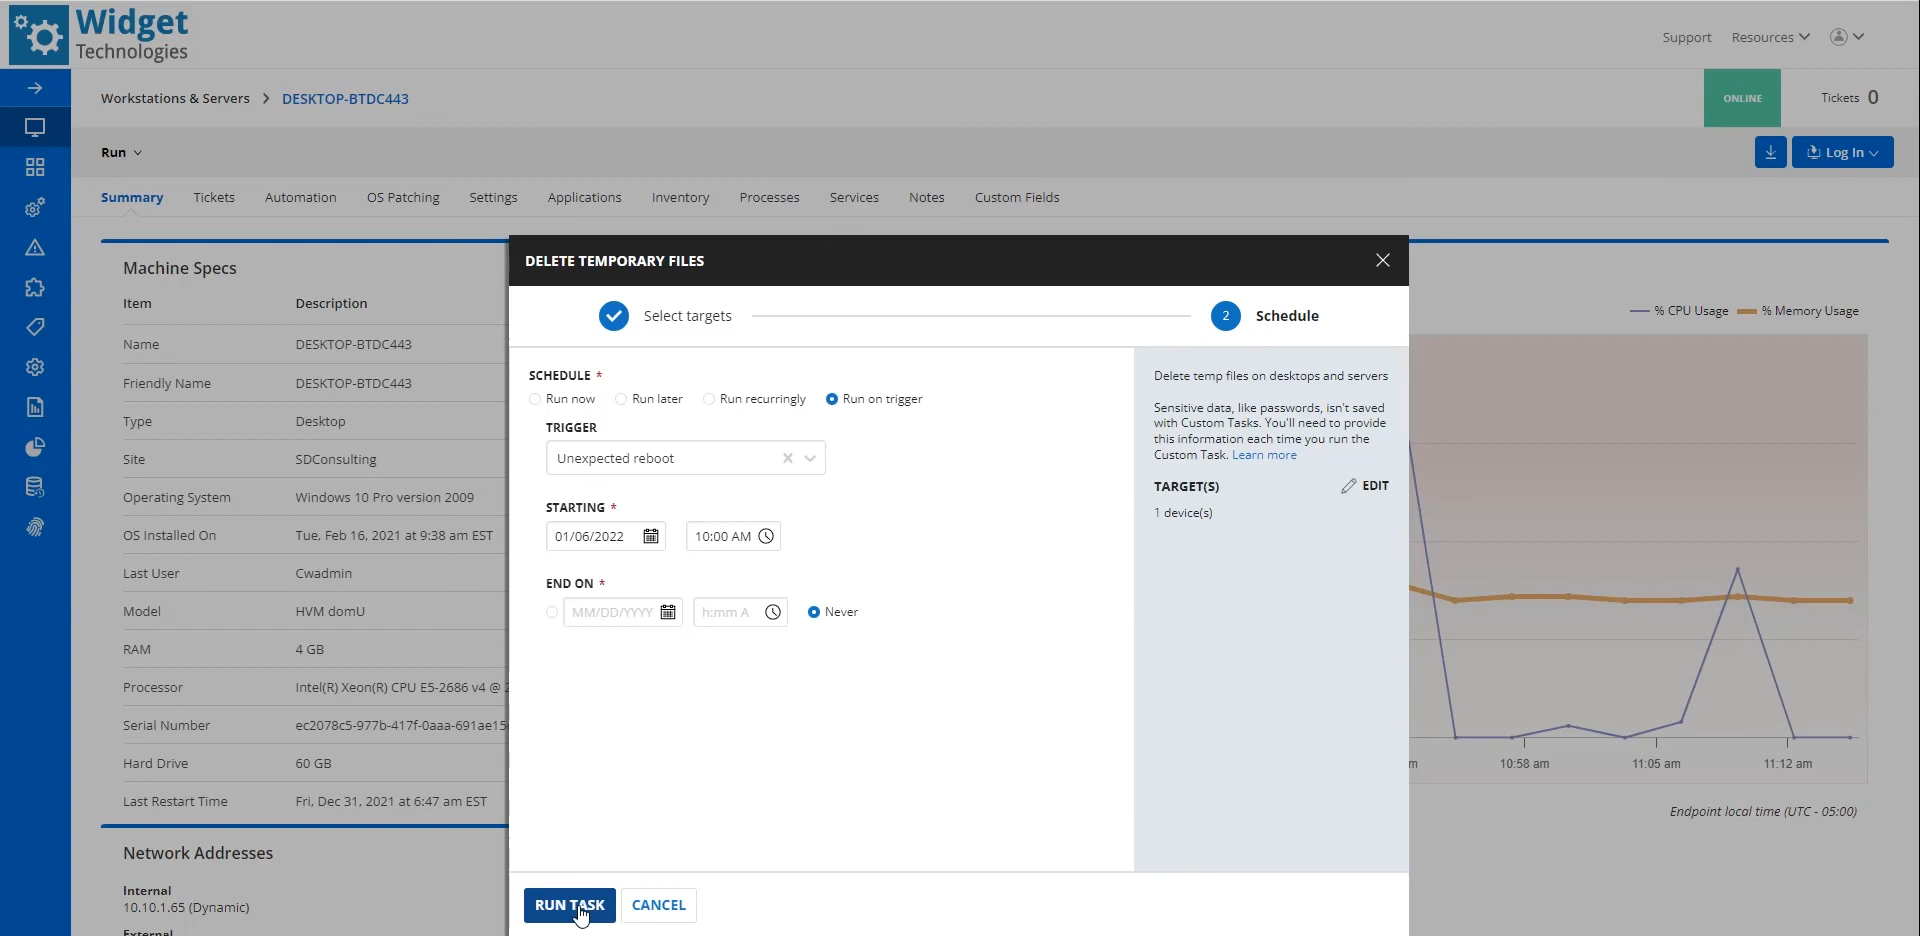 Widget
Technologies
Support Resources
Workstations & Servers > DESKTOP-BTDC443
ONLINE
Tickets 0
Run
Log In
Summary Tickets Automation OS Patching Settings Applications Inventory Processes Services Notes Custom Fields
Machine Specs
Item Description
Name DESKTOP-BTDC443
Friendly Name DESKTOP-BTDC443
Type Desktop
Site SDConsulting
Operating System Windows 10 Pro version 2009
OS Installed On Tue, Feb 16, 2021 at 9:38 am EST
Last User Cwadmin
Model HVM domU
RAM 4 GB
Processor Intel(R) Xeon(R) CPU E5-2686 v4 @
Serial Number ec2078c5-977b-417f-0aaa-691ae15
Hard Drive 60 GB
Last Restart Time Fri, Dec 31, 2021 at 6:47 am EST
Network Addresses
Internal
10.10.1.65 (Dynamic)
External
DELETE TEMPORARY FILES
Select targets
2 Schedule
SCHEDULE *
Run now Run later Run recurringly Run on trigger
TRIGGER
Unexpected reboot
STARTING *
01/06/2022 10:00 AM
END ON *
MM/DD/YYYY h:mm A Never
Delete temp files on desktops and servers
Sensitive data, like passwords, isn't saved
with Custom Tasks. You'll need to provide
this information each time you run the
Custom Task. Learn more
TARGET(S) EDIT
1 device(s)
RUN TASK CANCEL
% CPU Usage % Memory Usage
m 10:58 am 11:05 am 11:12 am
Endpoint local time (UTC - 05:00)